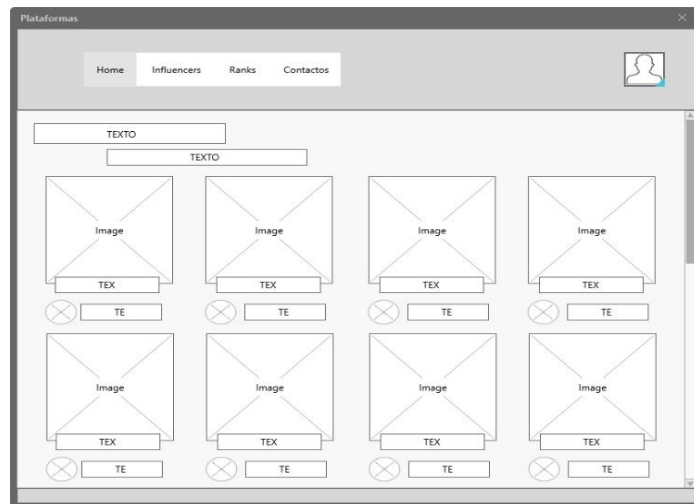 Plataformas
Home Influencers Ranks Contactos
TEXTO
TEXTO
Image Image Image Image
TEX TEX TEX TEX
TE TE TE TE
Image Image Image Image
TEX TEX TEX TEX
TE TE TE TE